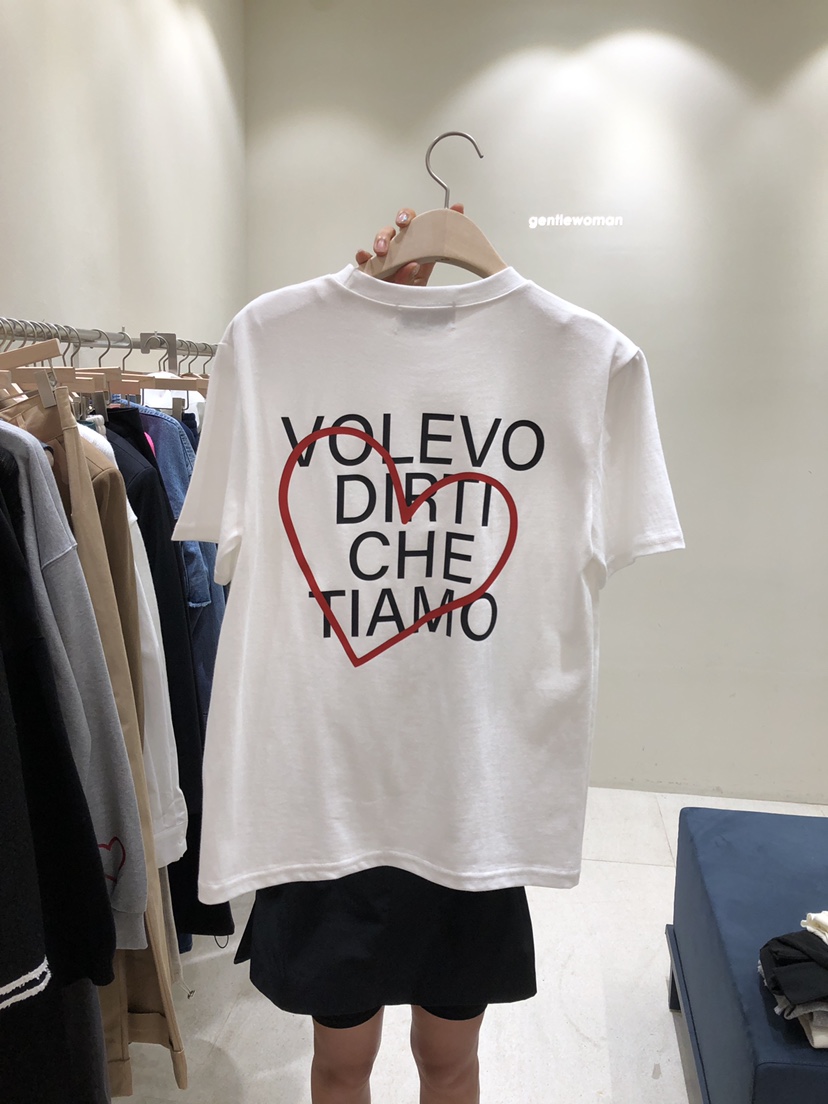 gentlewoman
VOLEVO
DIRTI
CHE
TIAMO